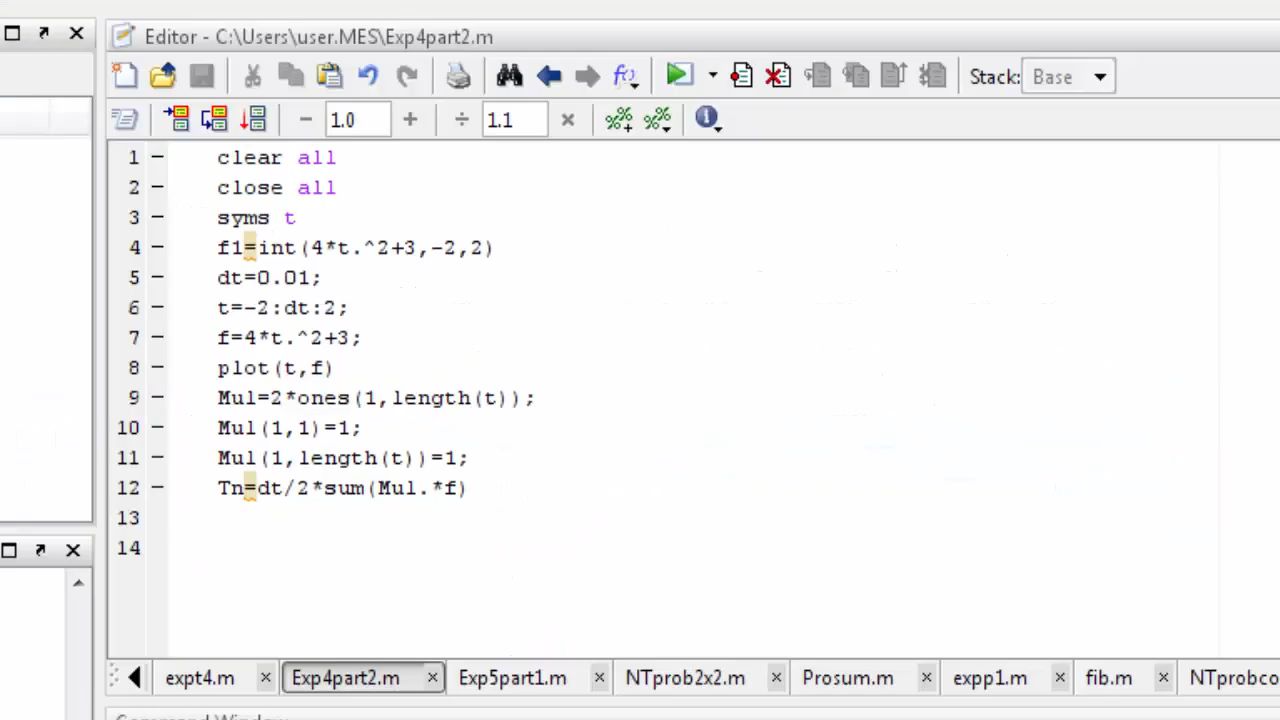 Editor - C:\Users\user.MES\Exp4part2.m
Stack: Base
1.0
1.1
1 clear all
2 close all
3 syms t
4 f1=int(4*t.^2+3,-2,2)
5 dt=0.01;
6 t=-2:dt:2;
7 f=4*t.^2+3;
8 plot(t,f)
9 Mul=2*ones(1,length(t));
10 Mul(1,1)=1;
11 Mul(1,length(t))=1;
12 Tn=dt/2*sum(Mul.*f)
13
14
expt4.m Exp4part2.m Exp5part1.m NTprob2x2.m Prosum.m expp1.m fib.m NTprobco
Command Window